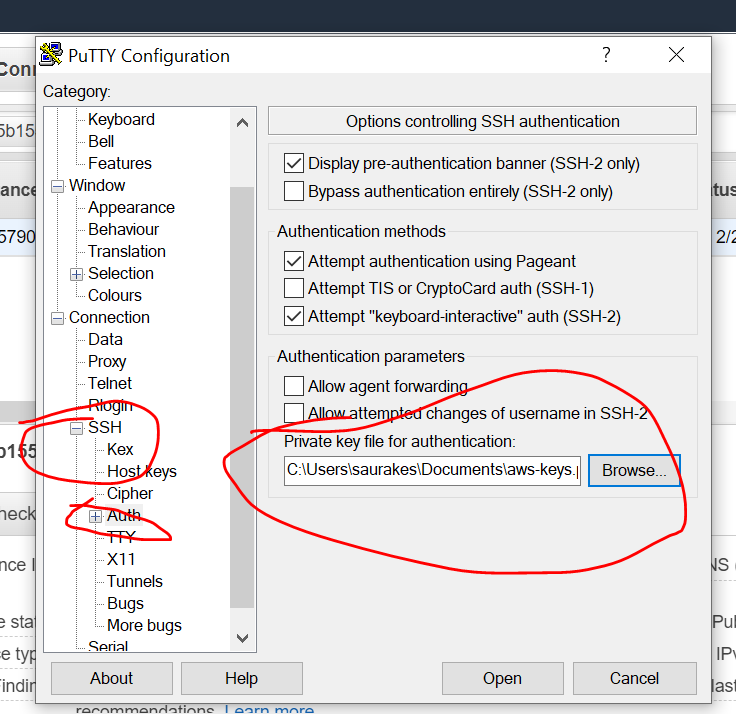 PuTTY Configuration
?
Conn
Category:
Keyboard
Bell
Features
Window
Appearance
Behaviour
Translation
Selection
Colours
Connection
Data
Proxy
Telnet
Rlogin
SSH
Kex
Host keys
Cipher
Auth
TTY
X11
Tunnels
Bugs
More bugs
Serial
Options controlling SSH authentication
Display pre-authentication banner (SSH-2 only)
Bypass authentication entirely (SSH-2 only)
Authentication methods
Attempt authentication using Pageant
Attempt TIS or CryptoCard auth (SSH-1)
Attempt "keyboard-interactive" auth (SSH-2)
Authentication parameters
Allow agent forwarding
Allow attempted changes of username in SSH-2
Private key file for authentication:
C:\Users\saurakes\Documents\aws-keys.p
Browse...
About
Help
Open
Cancel
5b15
ance
5790
b155
heck
nce I
e stat
e typ
Findin
tus
2/2
NS (
Pul
IPv
last
recommendations. Learn more